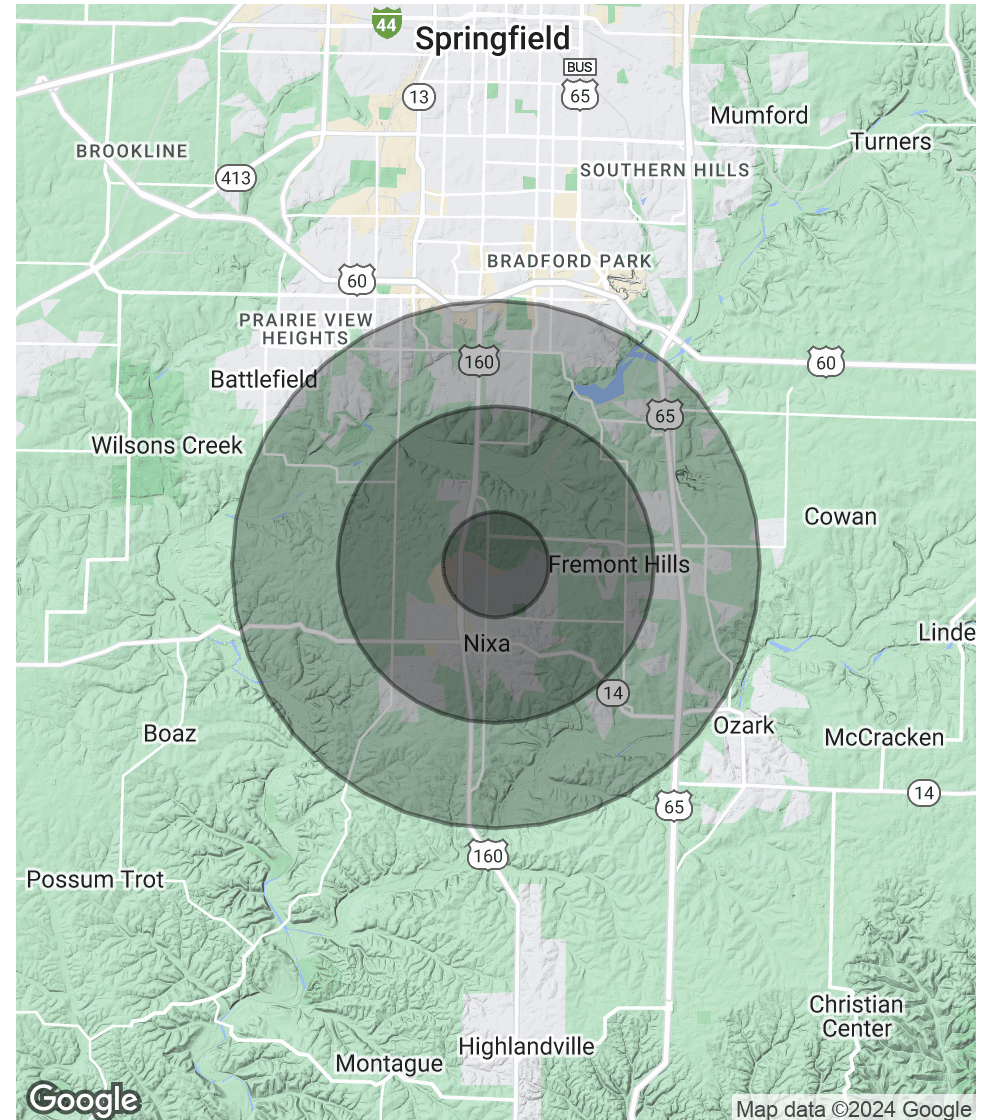 44
Springfield
BUS
65
13
Mumford
Turners
BROOKLINE
SOUTHERN HILLS
413
BRADFORD PARK
60
PRAIRIE VIEW
HEIGHTS
160
60
Battlefield
65
Wilsons Creek
Cowan
Fremont Hills
Linde
Nixa
14
Boaz
Ozark
McCracken
14
65
160
Possum Trot
Christian
Center
Highlandville
Montague
Google
Map data ©2024 Google